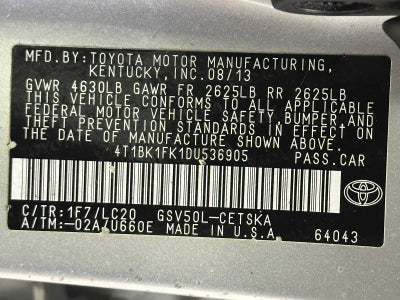 MFD.BY:TOYOTA MOTOR MANUFACTURING,
KENTUCKY, INC.08/13
GVWR 4630LB GAWR FR 2625LB RR 2625LB
THIS VEHICLE CONFORMS TO ALL APPLICABLE
FEDERAL MOTOR VEHICLE SAFETY,BUMPER,AND
THEFT PREVENTION STANDARDS IN EFFECT ON
THE DATE OF MANUFACTURE SHOWN ABOVE.
4T1BK1FK1DU536905 PASS.CAR
TOYOTA
C/TR:1F7/LC20 GSV50L-CETSKA
A/TM:-02A/U660E MADE IN U.S.A. 64043